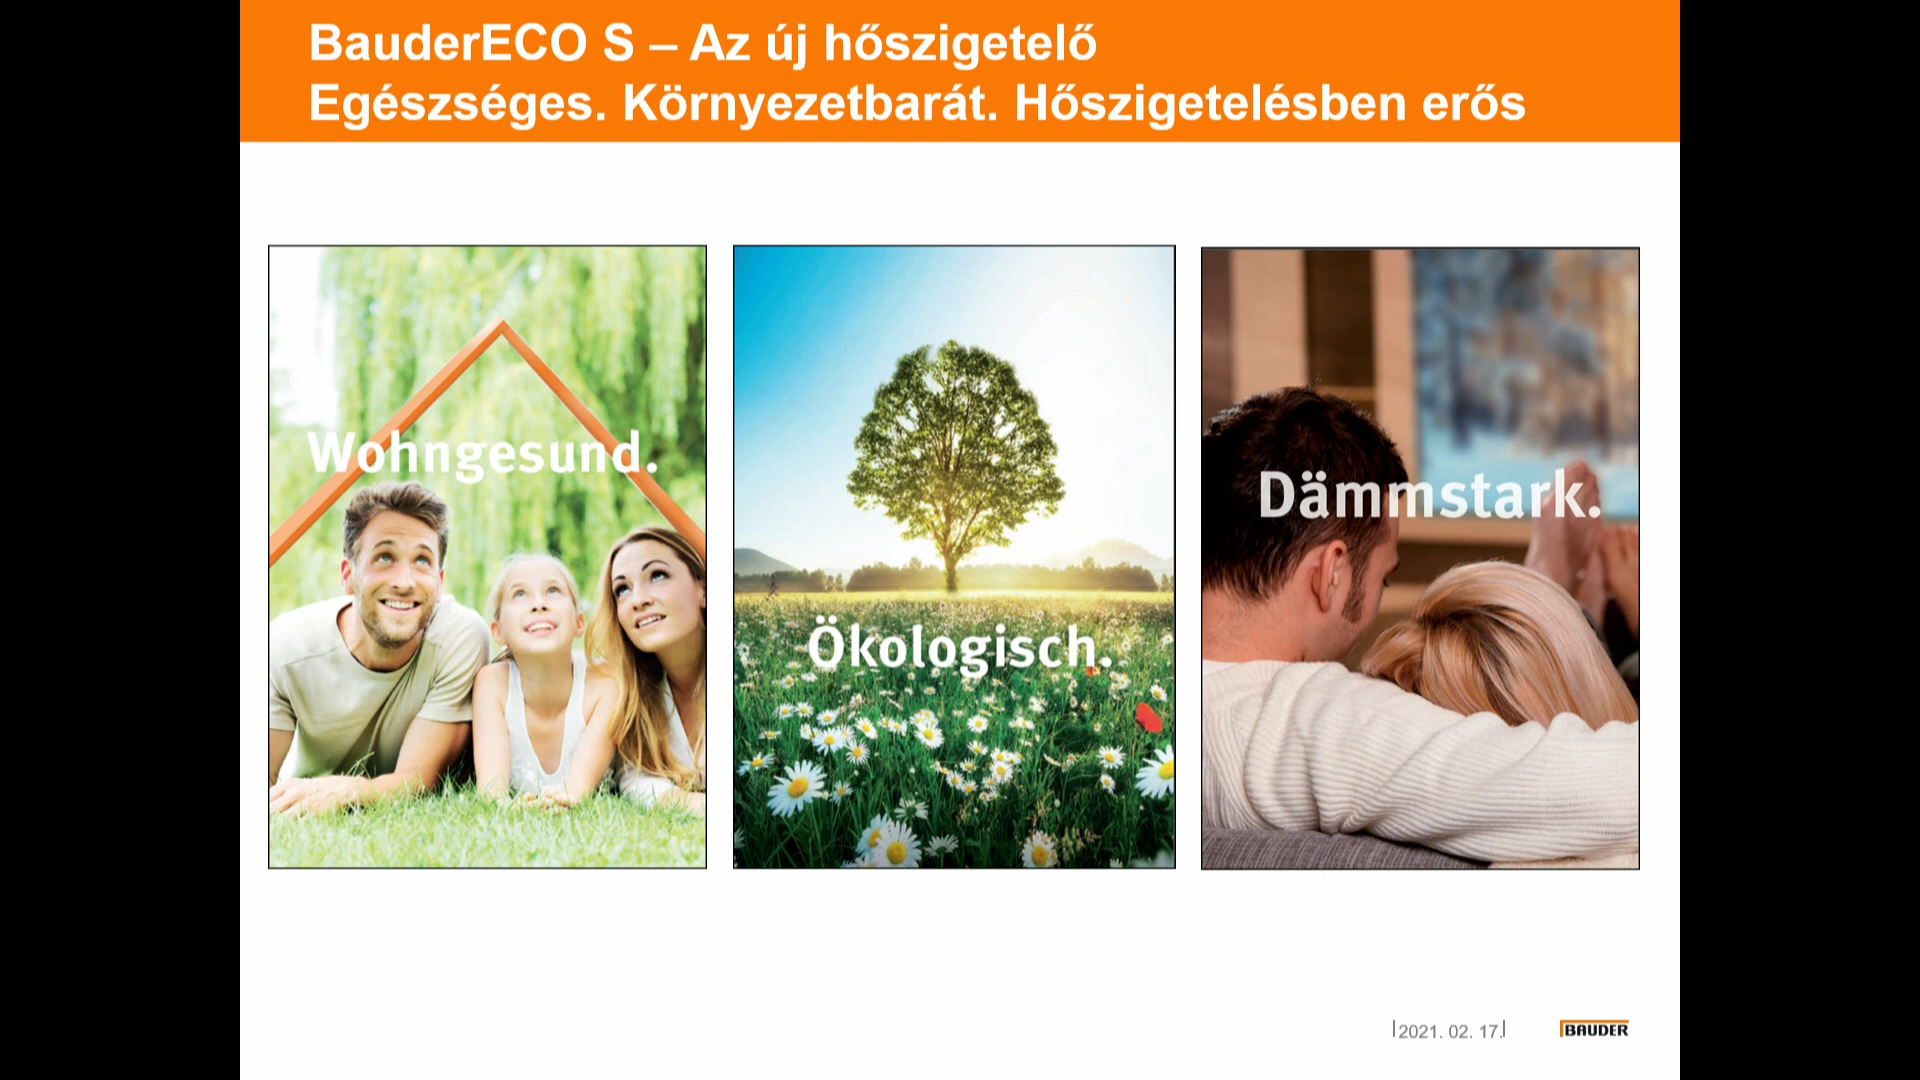 BauderECO S – Az új hőszigetelő
Egészséges. Környezetbarát. Hőszigetelésben erős
Wohngesund.
Ökologisch.
Dämmstark.
2021. 02. 17.
BAUDER